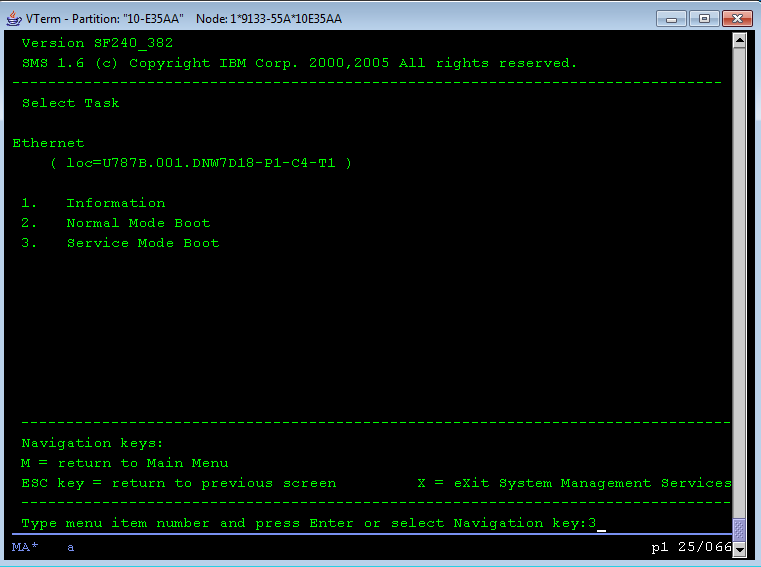 VTerm - Partition: "10-E35AA" Node: 1*9133-55A*10E35AA
Version SF240_382
SMS 1.6 (c) Copyright IBM Corp. 2000,2005 All rights reserved.
-------------------------------------------------------------------------------
Select Task
Ethernet
( loc=U787B.001.DNW7D18-P1-C4-T1 )
1. Information
2. Normal Mode Boot
3. Service Mode Boot
-------------------------------------------------------------------------------
Navigation keys:
M = return to Main Menu
ESC key = return to previous screen X = eXit System Management Services
-------------------------------------------------------------------------------
Type menu item number and press Enter or select Navigation key:3_
MA* a p1 25/066